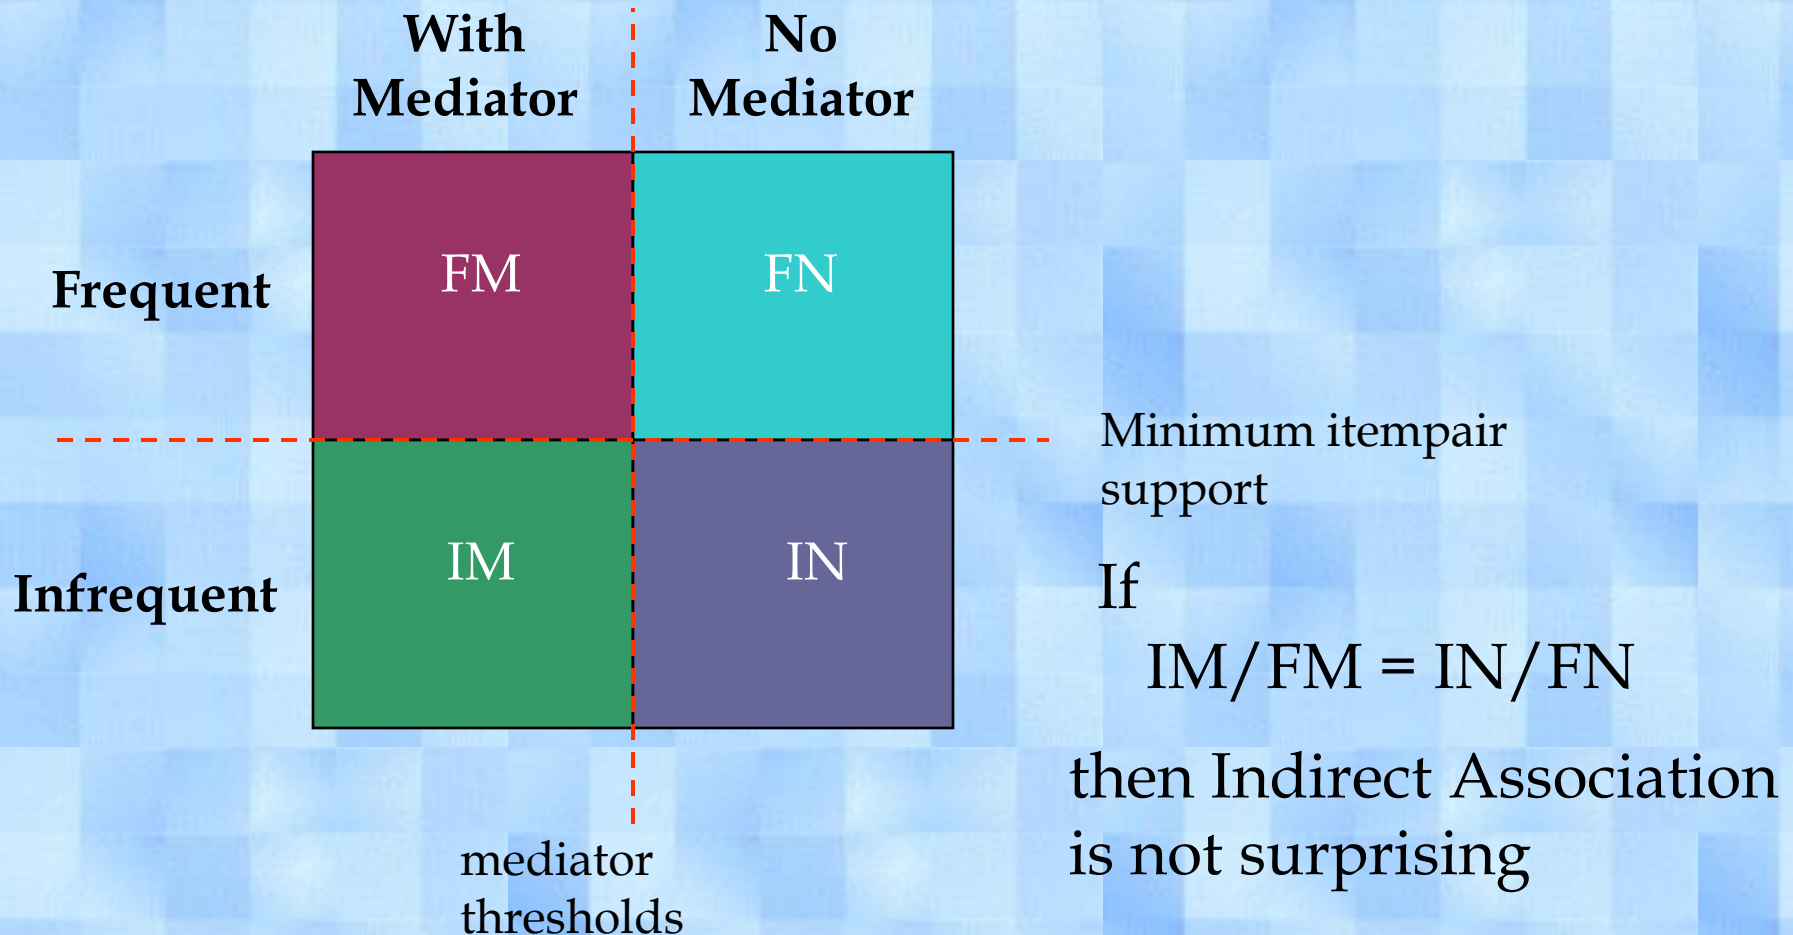 With
Mediator
No
Mediator
Frequent
FM
FN
Minimum itempair
support
Infrequent
IM
IN
If
IM/FM = IN/FN
then Indirect Association
is not surprising
mediator
thresholds